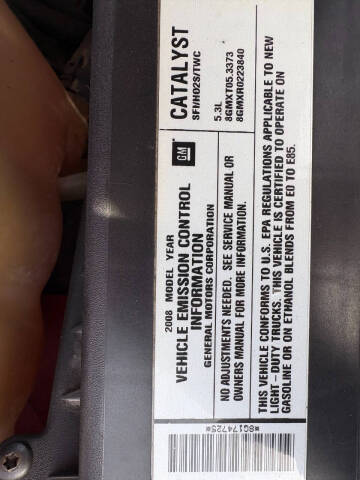 2008 MODEL YEAR
VEHICLE EMISSION CONTROL
INFORMATION
GENERAL MOTORS CORPORATION
GM
CATALYST
SFI/HO2S/TWC
5.3L
8GMXT05.3373
8GMXR0223840
NO ADJUSTMENTS NEEDED. SEE SERVICE MANUAL OR
OWNERS MANUAL FOR MORE INFORMATION.
THIS VEHICLE CONFORMS TO U.S. EPA REGULATIONS APPLICABLE TO NEW
LIGHT - DUTY TRUCKS. THIS VEHICLE IS CERTIFIED TO OPERATE ON
GASOLINE OR ON ETHANOL BLENDS FROM E0 TO E85.
*8G174725*